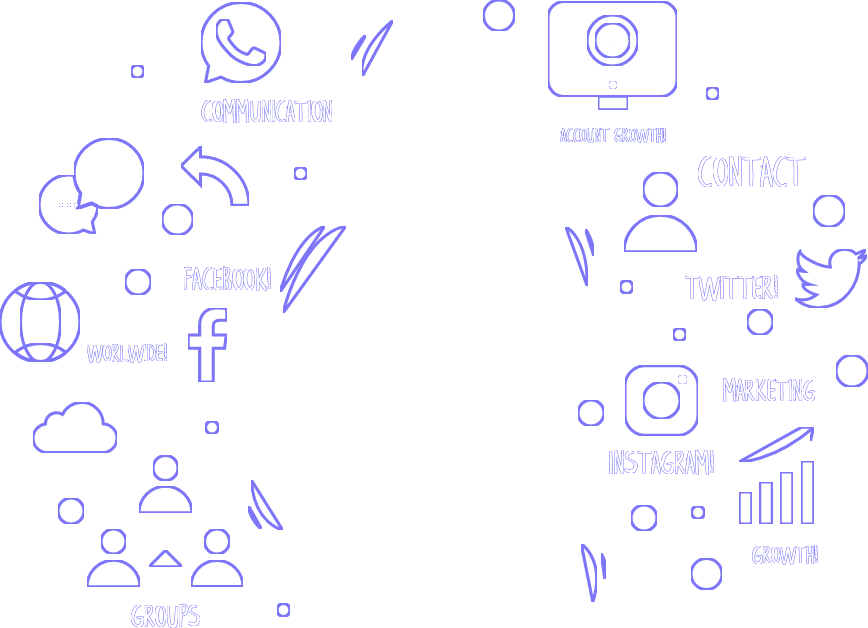 COMMUNICATION
ACCOUNT GROWTH!
CONTACT
FACEBOOK!
TWITTER!
WORLWIDE!
MARKETING
INSTAGRAM!
GROWTH!
GROUPS